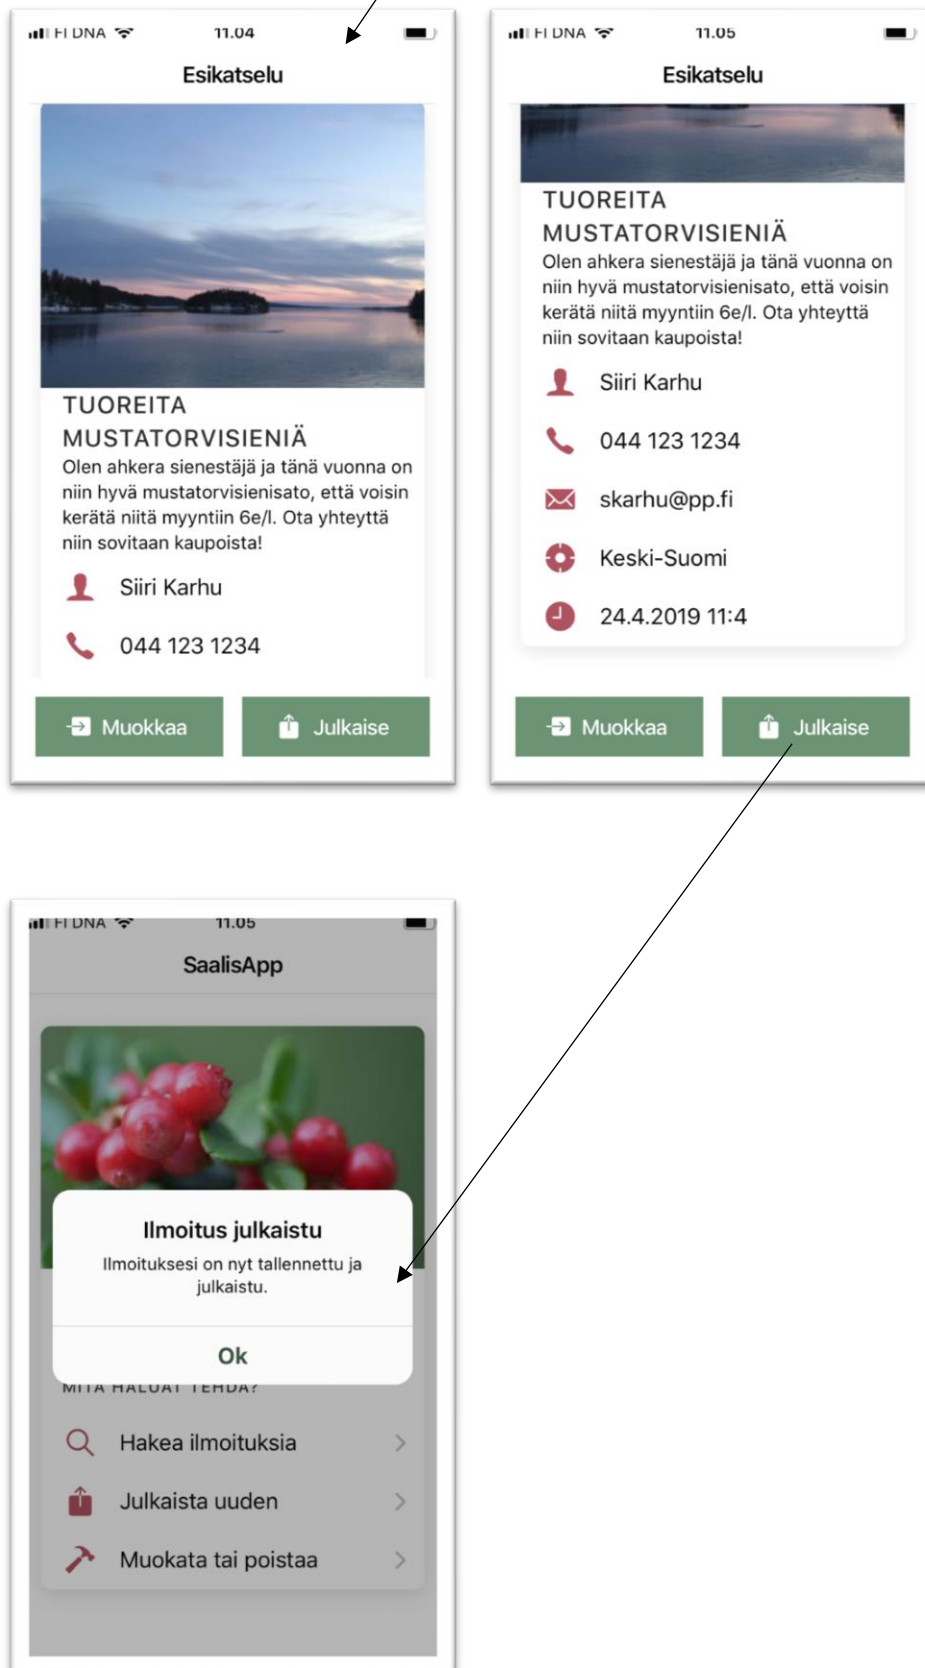 FI DNA 11.04
Esikatselu
TUOREITA
MUSTATORVISIENIÄ
Olen ahkera sienestäjä ja tänä vuonna on
niin hyvä mustatorvisienisato, että voisin
kerätä niitä myyntiin 6e/l. Ota yhteyttä
niin sovitaan kaupoista!
Siiri Karhu
044 123 1234
Muokkaa
Julkaise
FI DNA 11.05
Esikatselu
TUOREITA
MUSTATORVISIENIÄ
Olen ahkera sienestäjä ja tänä vuonna on
niin hyvä mustatorvisienisato, että voisin
kerätä niitä myyntiin 6e/l. Ota yhteyttä
niin sovitaan kaupoista!
Siiri Karhu
044 123 1234
skarhu@pp.fi
Keski-Suomi
24.4.2019 11:4
Muokkaa
Julkaise
FI DNA 11.05
SaalisApp
Ilmoitus julkaistu
Ilmoituksesi on nyt tallennettu ja
julkaistu.
Ok
MITÄ HALUAT TEHDÄ?
Hakea ilmoituksia
Julkaista uuden
Muokata tai poistaa